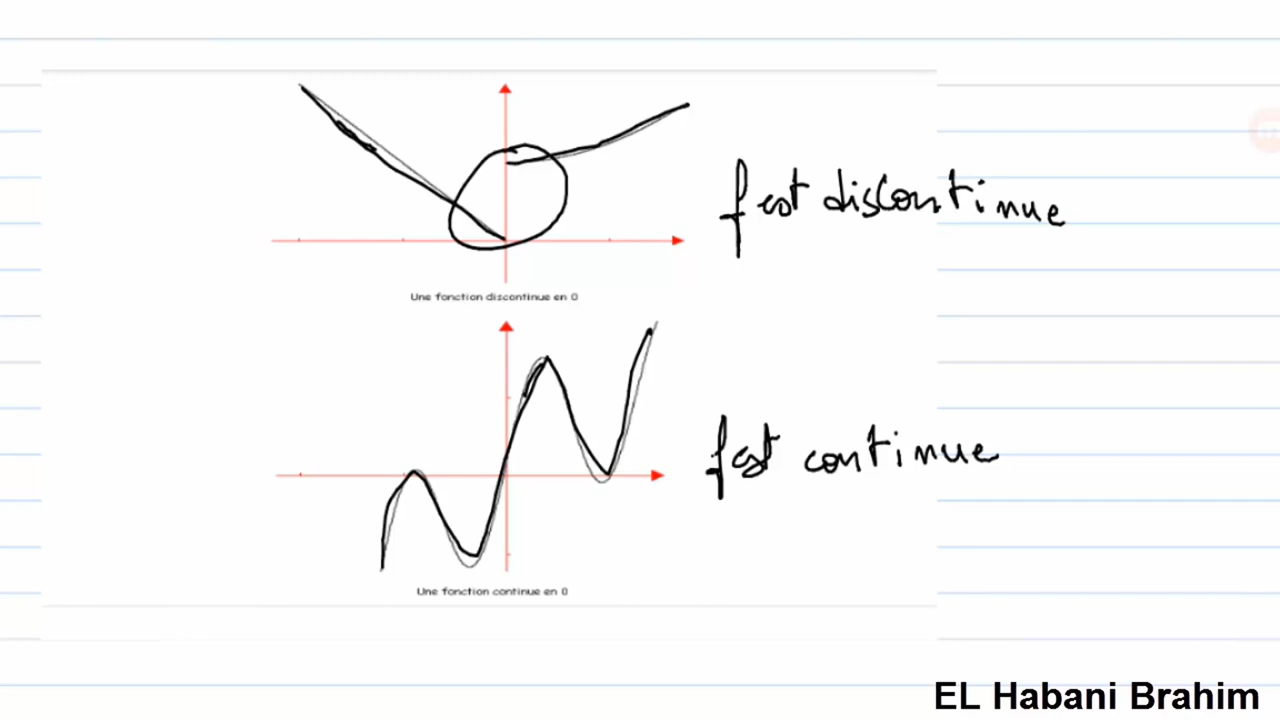 f est discontinue
Une fonction discontinue en 0
f est continue
Une fonction continue en 0
EL Habani Brahim